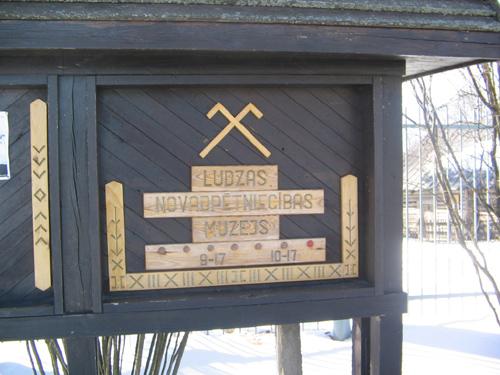 LUDZAS
NOVADPĒTNIECĪBAS
MUZEJS
9-17 10-17